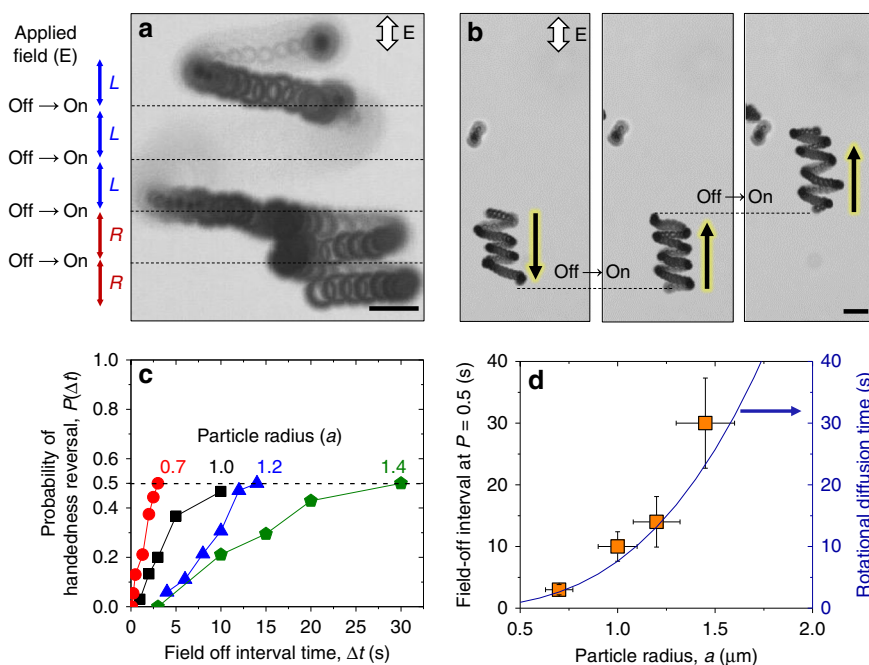 Applied
field (E)
a
E
L
Off → On
L
Off → On
L
Off → On
R
Off → On
R
b
E
Off → On
Off → On
c
Probability of
handedness reversal, P(Δt)
1.0
0.8
0.6
0.5
0.4
0.2
0.0
Particle radius (a)
0.7
1.0
1.2
1.4
0 5 10 15 20 25 30
Field off interval time, Δt (s)
d
Field-off interval at P = 0.5 (s)
40
30
20
10
0
0.5 1.0 1.5 2.0
Particle radius, a (μm)
40
30
20
10
0
Rotational diffusion time (s)